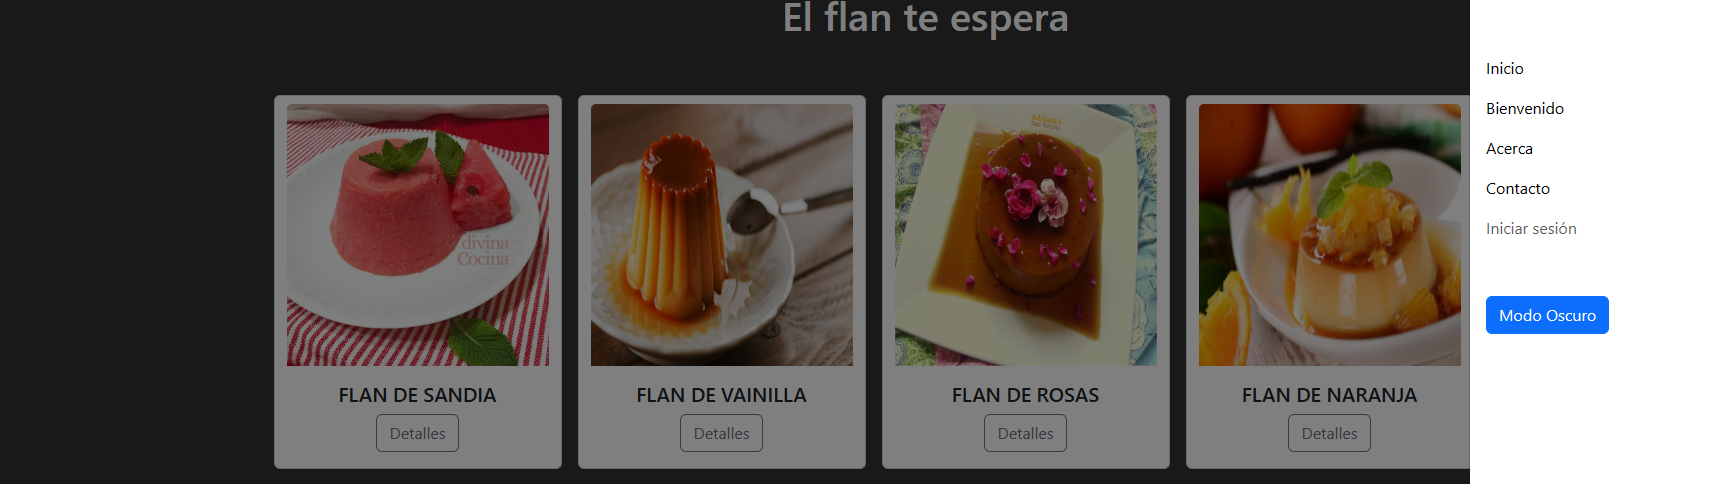 El flan te espera
Inicio
Bienvenido
Acerca
Contacto
Iniciar sesión
Modo Oscuro
divina
Cocina
FLAN DE SANDIA
Detalles
FLAN DE VAINILLA
Detalles
FLAN DE ROSAS
Detalles
FLAN DE NARANJA
Detalles